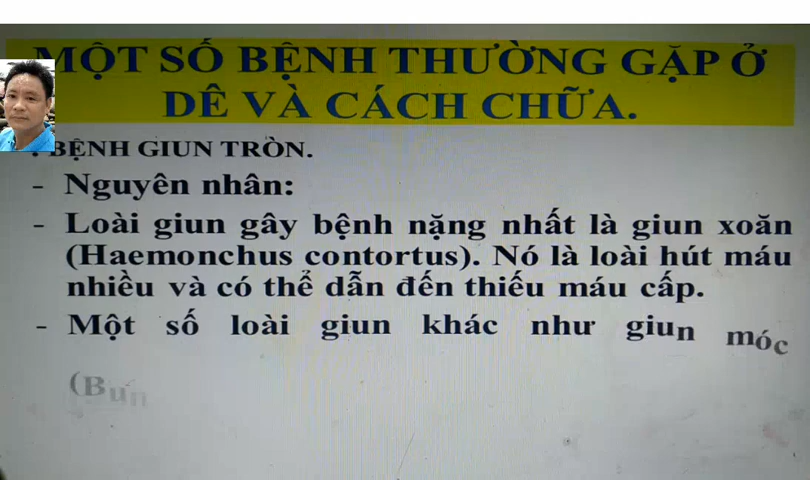 MỘT SỐ BỆNH THƯỜNG GẶP Ở
DÊ VÀ CÁCH CHỮA.
. BỆNH GIUN TRÒN.
- Nguyên nhân:
- Loài giun gây bệnh nặng nhất là giun xoăn
(Haemonchus contortus). Nó là loài hút máu
nhiều và có thể dẫn đến thiếu máu cấp.
- Một số loài giun khác như giun móc
(Bun